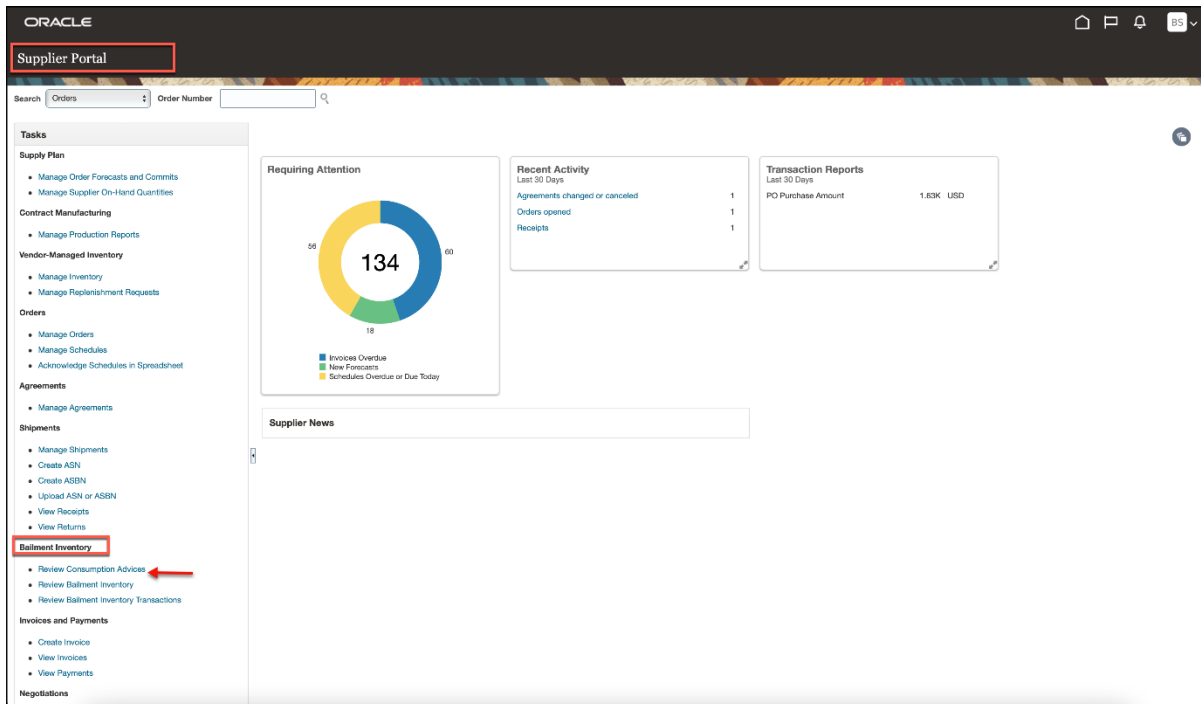 ORACLE
BS
Supplier Portal
Search Orders Order Number
Tasks
Supply Plan
Manage Order Forecasts and Commits
Manage Supplier On-Hand Quantities
Contract Manufacturing
Manage Production Reports
Vendor-Managed Inventory
Manage Inventory
Manage Replenishment Requests
Orders
Manage Orders
Manage Schedules
Acknowledge Schedules in Spreadsheet
Agreements
Manage Agreements
Shipments
Manage Shipments
Create ASN
Create ASBN
Upload ASN or ASBN
View Receipts
View Returns
Bailment Inventory
Review Consumption Advices
Review Bailment Inventory
Review Bailment Inventory Transactions
Invoices and Payments
Create Invoice
View Invoices
View Payments
Negotiations
Requiring Attention
56
134
60
18
Invoices Overdue
New Forecasts
Schedules Overdue or Due Today
Recent Activity
Last 30 Days
Agreements changed or canceled 1
Orders opened 1
Receipts 1
Transaction Reports
Last 30 Days
PO Purchase Amount 1.63K USD
Supplier News